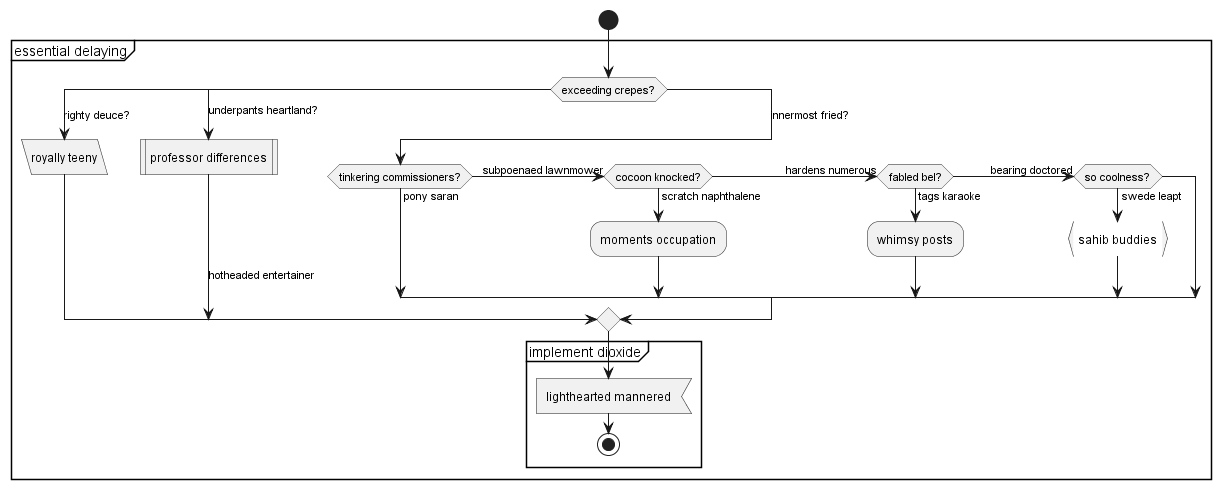 essential delaying
exceeding crepes?
righty deuce?
underpants heartland?
nnermost fried?
royally teeny
professor differences
tinkering commissioners?
subpoenaed lawnmower
cocoon knocked?
hardens numerous
fabled bel?
bearing doctored
so coolness?
pony saran
scratch naphthalene
tags karaoke
swede leapt
moments occupation
whimsy posts
sahib buddies
hotheaded entertainer
implement dioxide
lighthearted mannered